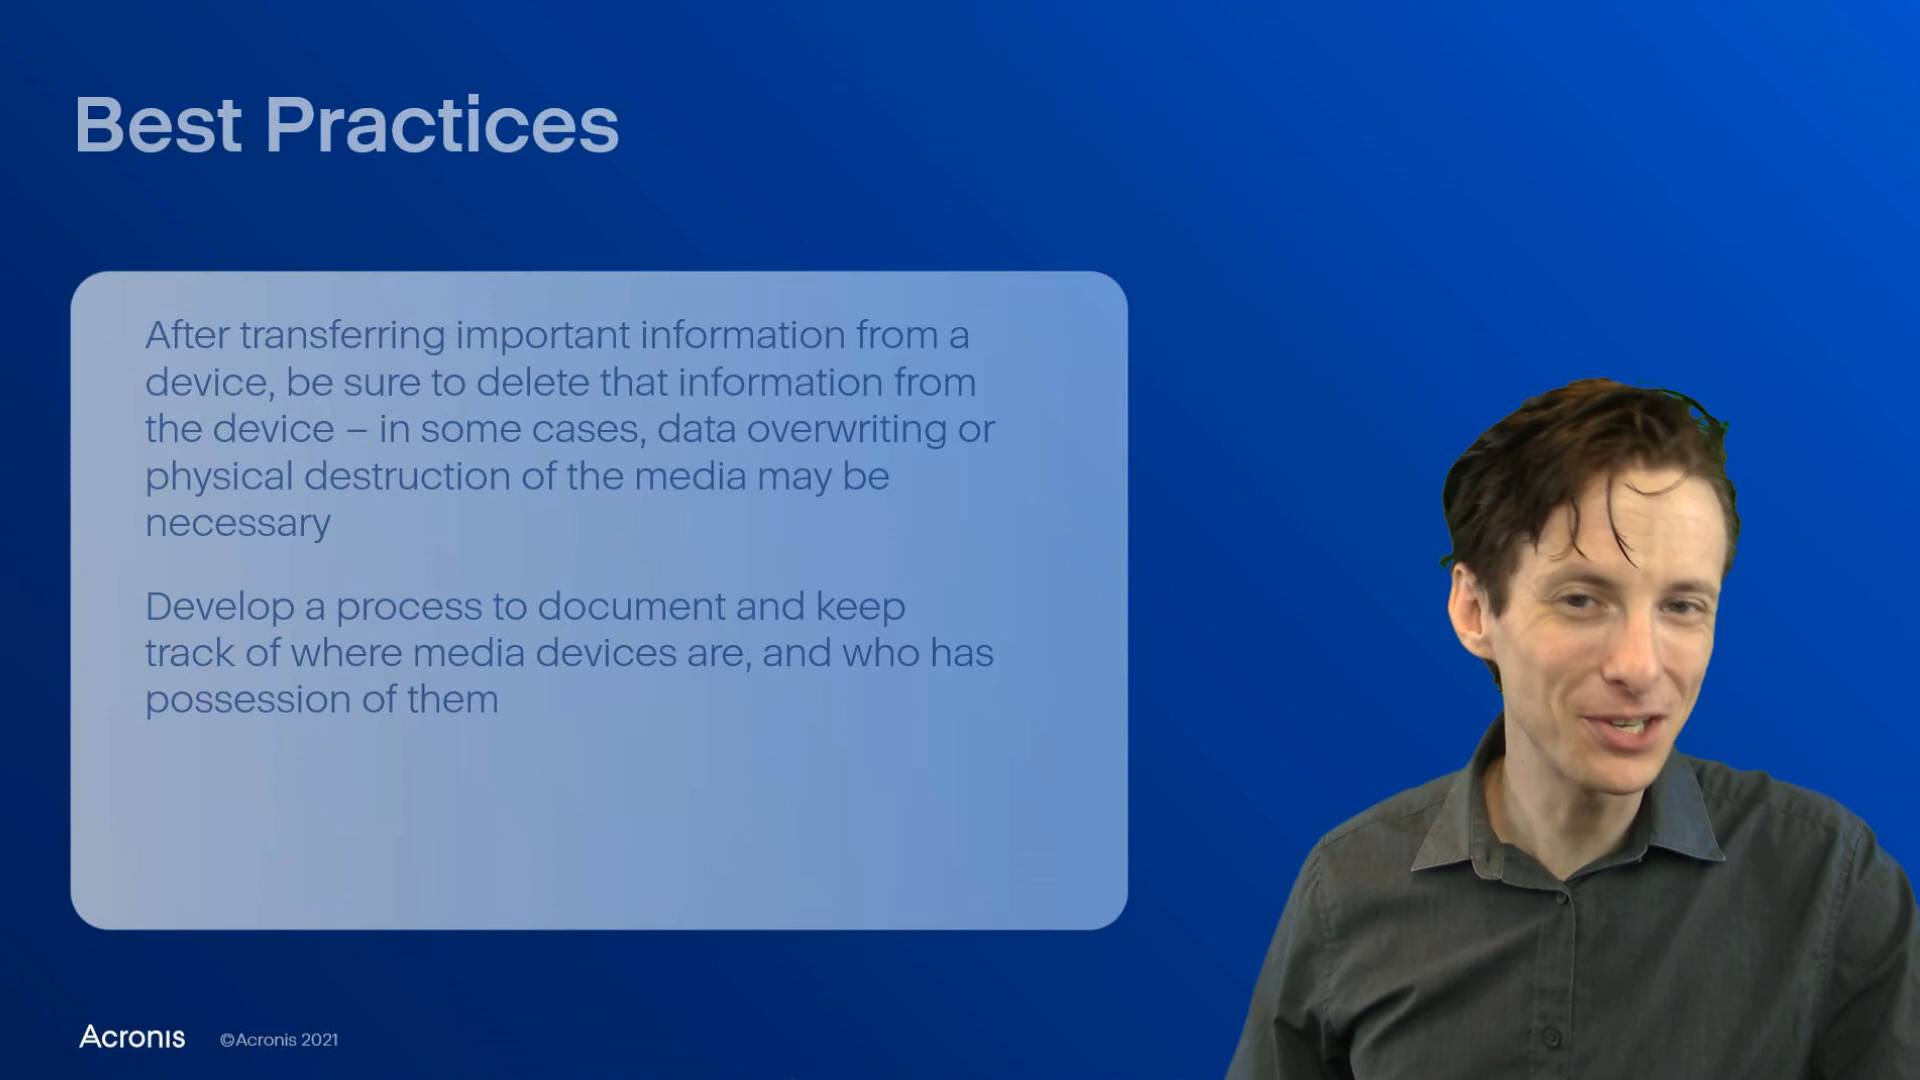 Best Practices
After transferring important information from a
device, be sure to delete that information from
the device – in some cases, data overwriting or
physical destruction of the media may be
necessary
Develop a process to document and keep
track of where media devices are, and who has
possession of them
Acronis ©Acronis 2021